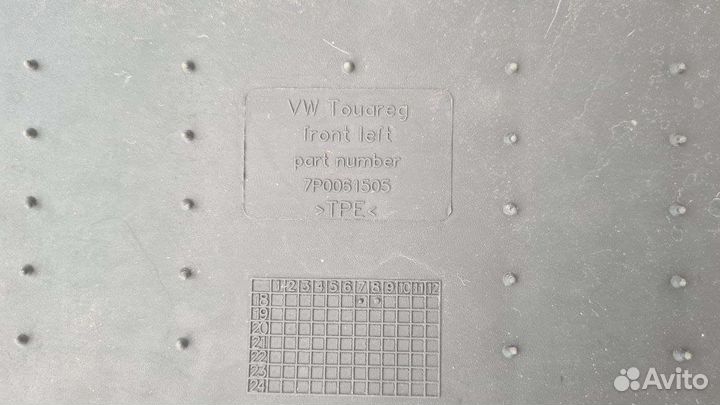 VW Touareg
front left
part number
7P0061505
>TPE<
1 2 3 4 5 6 7 8 9 10 11 12
18
19
20
21
22
23
24
Avito